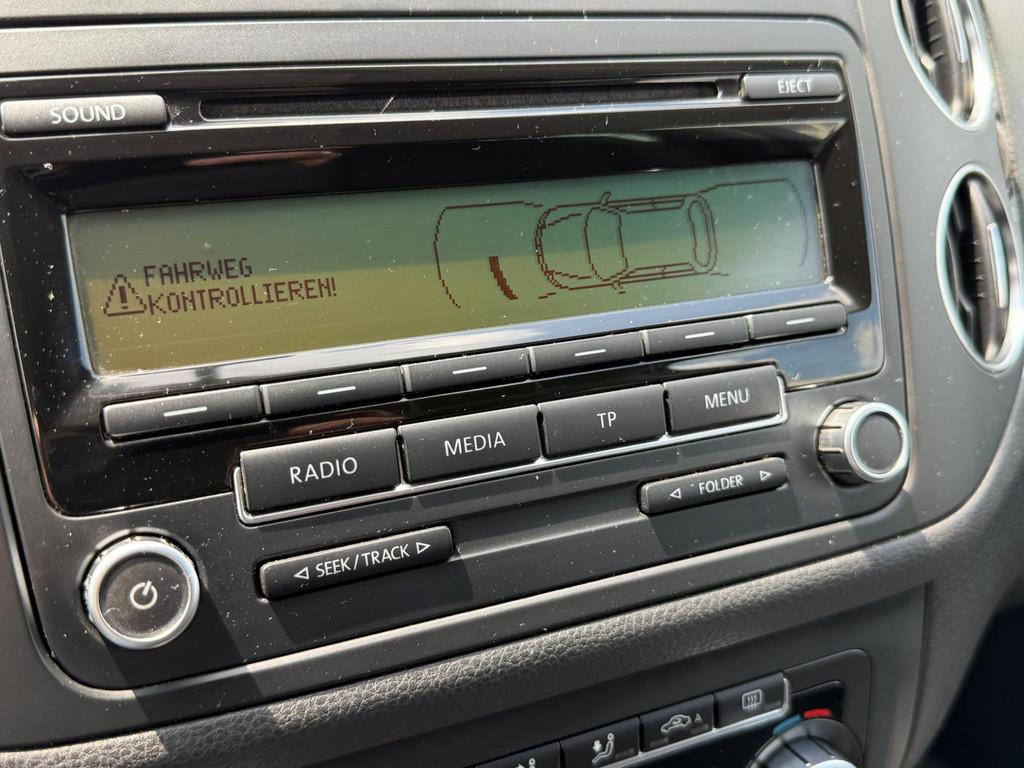 SOUND
EJECT
FAHRWEG
KONTROLLIEREN!
RADIO
MEDIA
TP
MENU
SEEK / TRACK
FOLDER
A